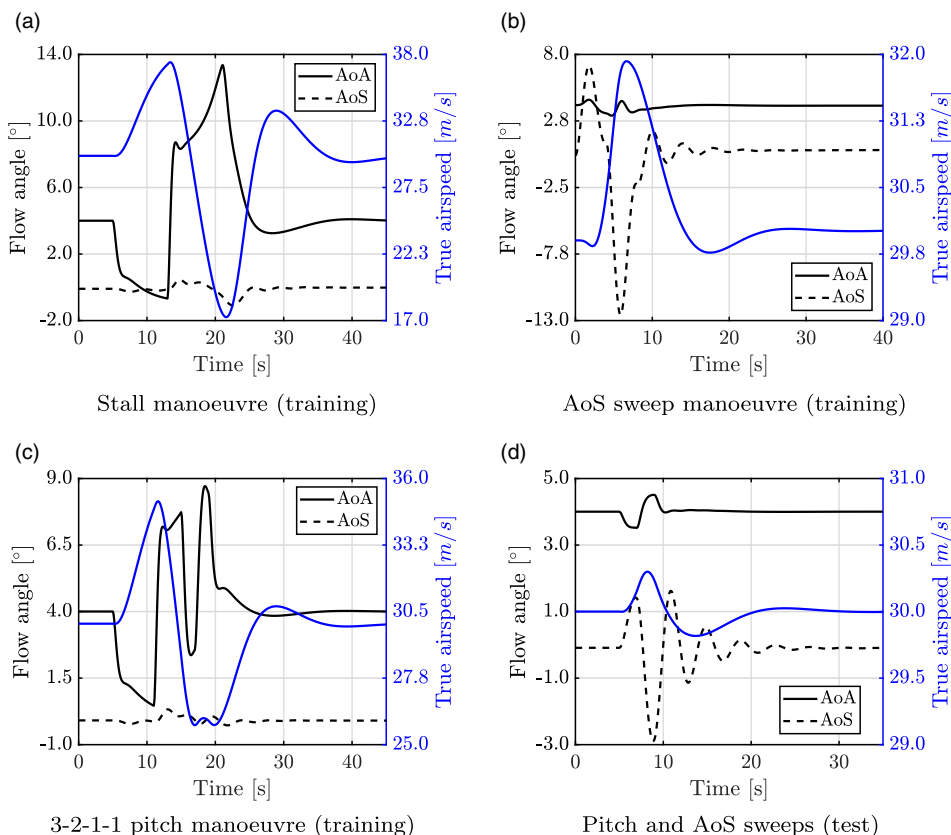 (a)
14.0
10.0
6.0
2.0
-2.0
Flow angle [°]
38.0
32.8
27.5
22.3
17.0
True airspeed [m/s]
AoA
AoS
0 10 20 30 40
Time [s]
Stall manoeuvre (training)
(b)
8.0
2.8
-2.5
-7.8
-13.0
Flow angle [°]
32.0
31.3
30.5
29.8
29.0
True airspeed [m/s]
AoA
AoS
0 10 20 30 40
Time [s]
AoS sweep manoeuvre (training)
(c)
9.0
6.5
4.0
1.5
-1.0
Flow angle [°]
36.0
33.3
30.5
27.8
25.0
True airspeed [m/s]
AoA
AoS
0 10 20 30 40
Time [s]
3-2-1-1 pitch manoeuvre (training)
(d)
5.0
3.0
1.0
-1.0
-3.0
Flow angle [°]
31.0
30.5
30.0
29.5
29.0
True airspeed [m/s]
AoA
AoS
0 10 20 30
Time [s]
Pitch and AoS sweeps (test)